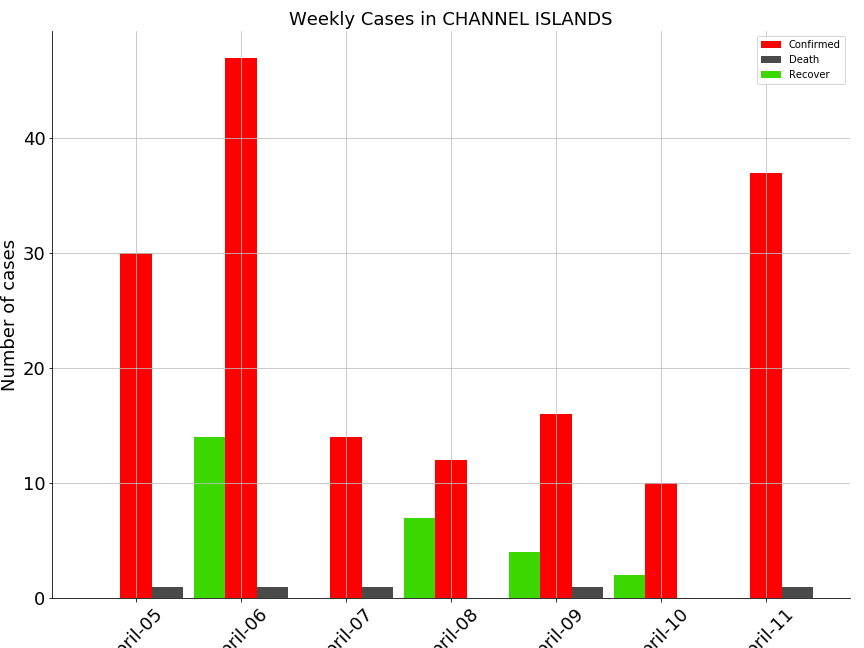 Weekly Cases in CHANNEL ISLANDS
Confirmed
Death
Recover
Number of cases
40
30
20
10
0
pril-05
pril-06
pril-07
pril-08
pril-09
pril-10
pril-11